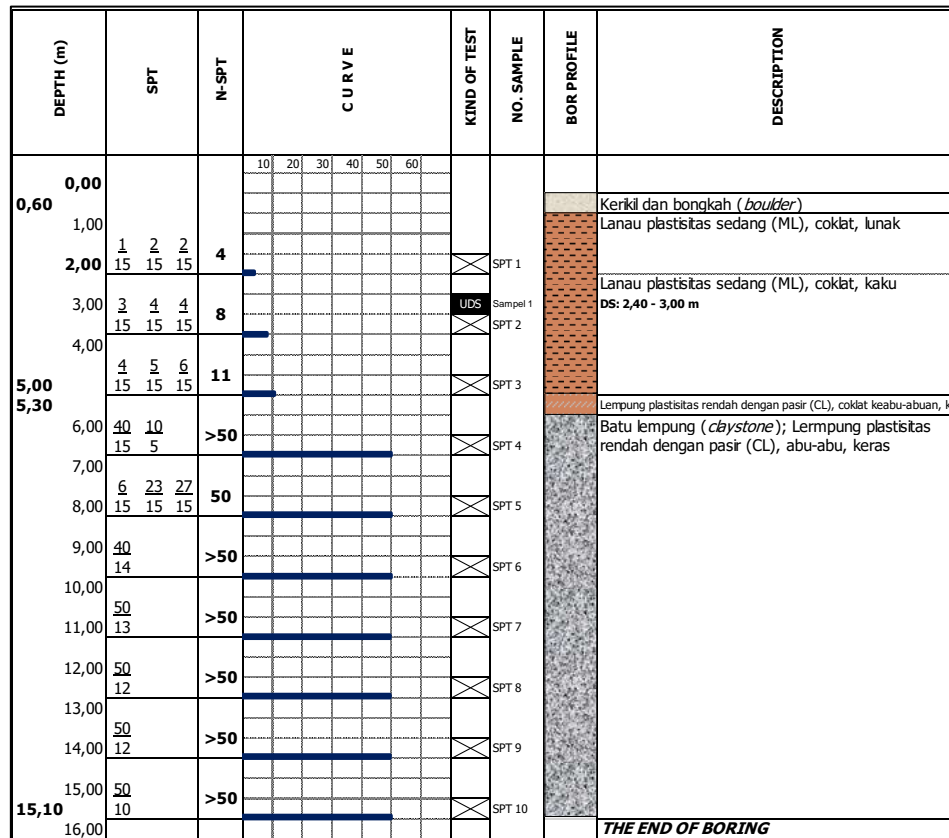 DEPTH (m) SPT N-SPT C U R V E KIND OF TEST NO. SAMPLE BOR PROFILE DESCRIPTION
10 20 30 40 50 60
0,00
0,60 Kerikil dan bongkah (boulder)
1,00 Lanau plastisitas sedang (ML), coklat, lunak
1 2 2 4
2,00 15 15 15 SPT 1
Lanau plastisitas sedang (ML), coklat, kaku
3,00 3 4 4 8 UDS Sampel 1 DS: 2,40 - 3,00 m
15 15 15 SPT 2
4,00
4 5 6 11
5,00 15 15 15 SPT 3
5,30 Lempung plastisitas rendah dengan pasir (CL), coklat keabu-abuan, k
6,00 40 10 >50 Batu lempung (claystone); Lermpung plastisitas
15 5 SPT 4 rendah dengan pasir (CL), abu-abu, keras
7,00
6 23 27 50
8,00 15 15 15 SPT 5
9,00 40 >50
14 SPT 6
10,00
50 >50
11,00 13 SPT 7
12,00 50 >50
12 SPT 8
13,00
50 >50
14,00 12 SPT 9
15,00 50 >50
15,10 10 SPT 10
16,00 THE END OF BORING